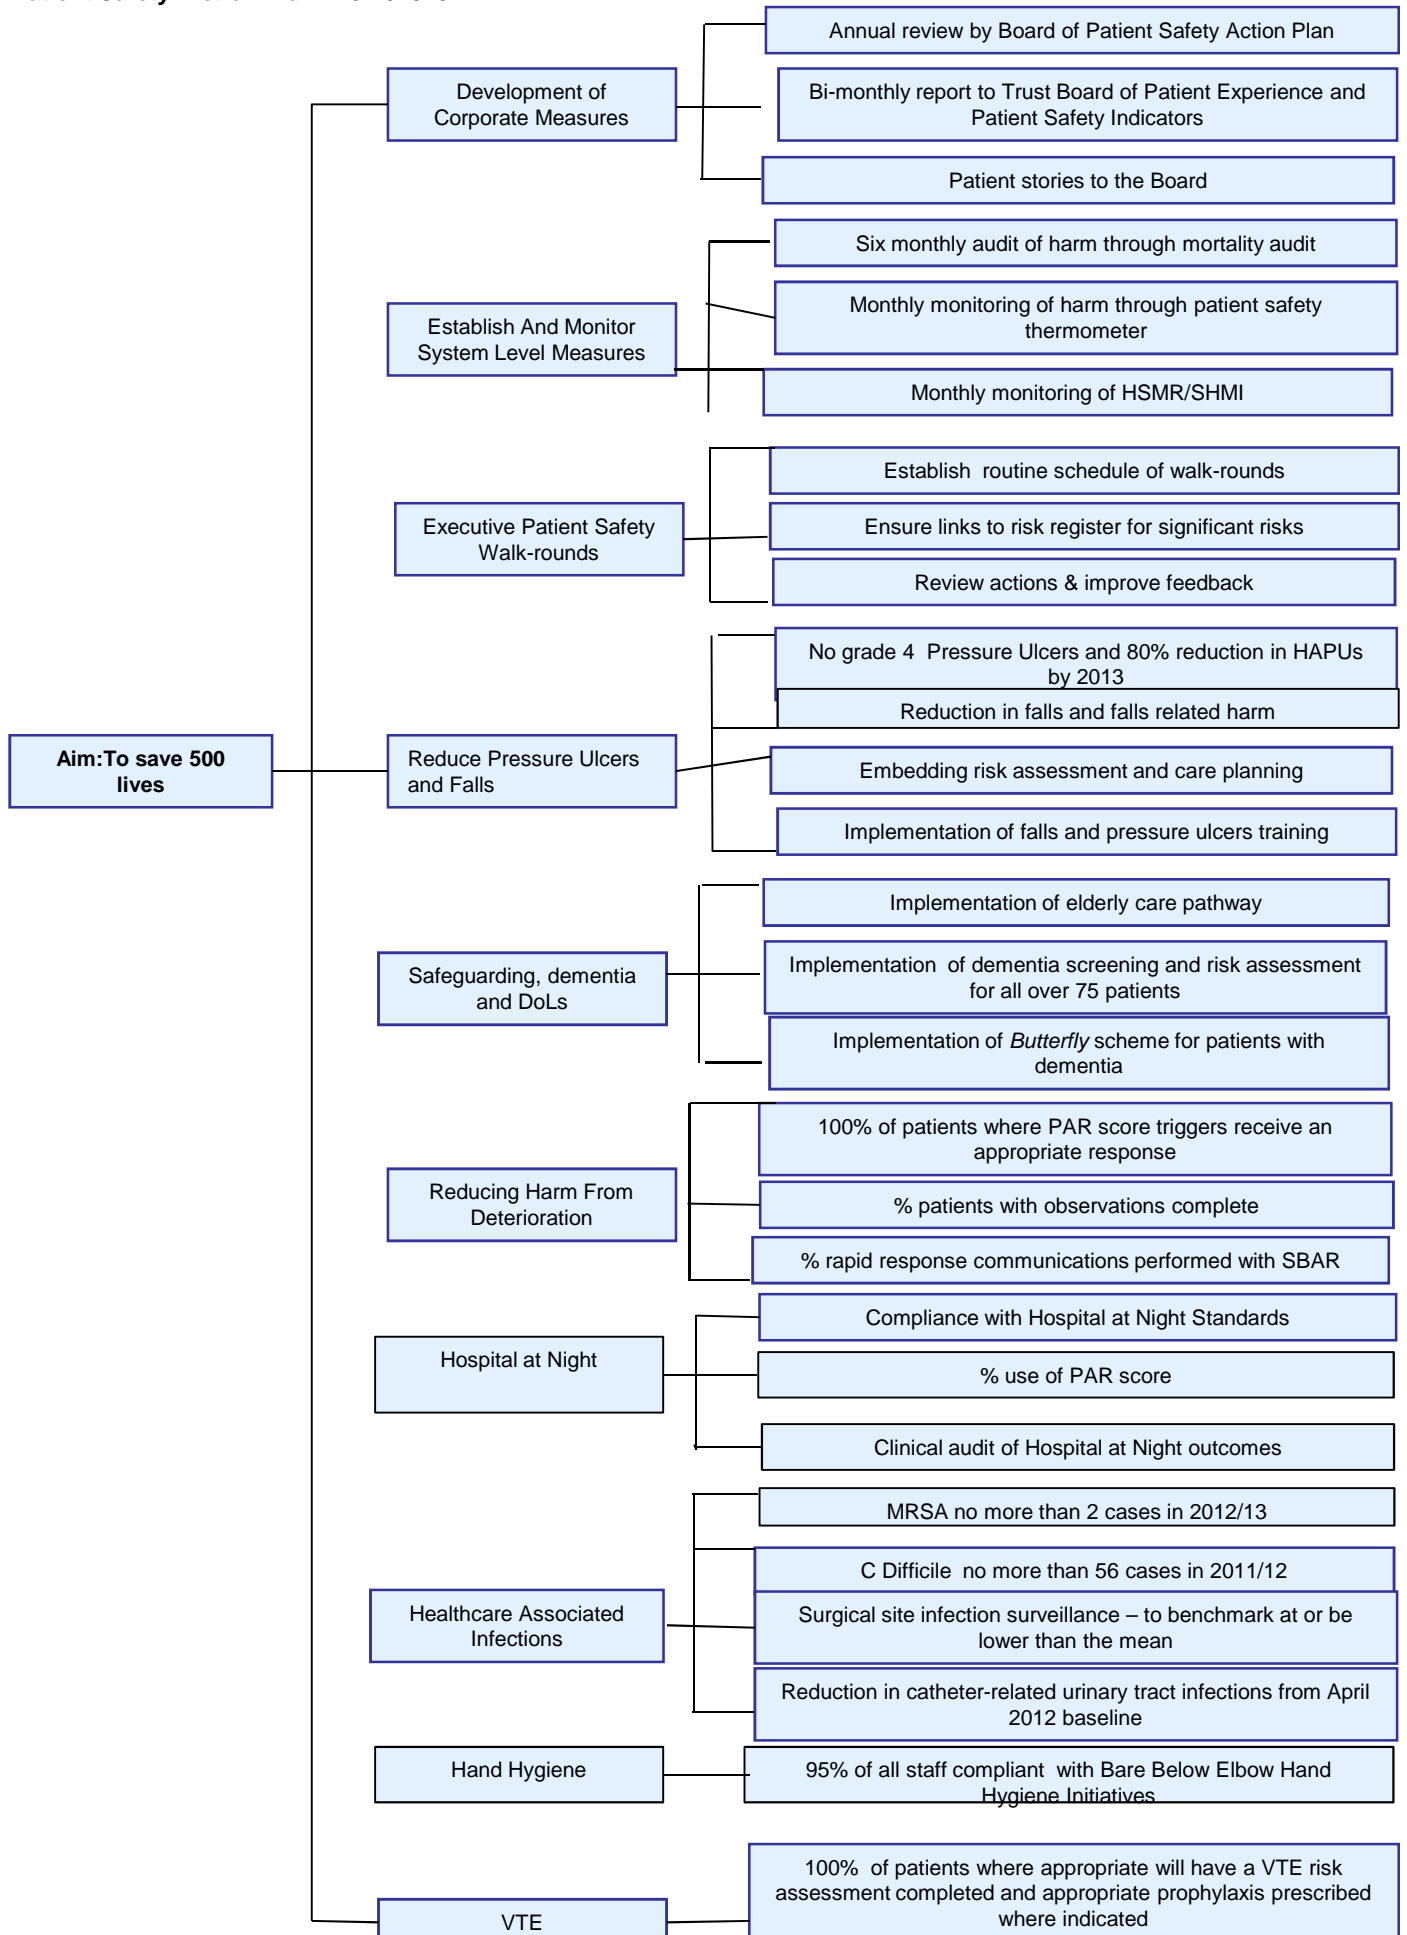 Development of
Corporate Measures
Annual review by Board of Patient Safety Action Plan
Bi-monthly report to Trust Board of Patient Experience and
Patient Safety Indicators
Patient stories to the Board
Establish And Monitor
System Level Measures
Six monthly audit of harm through mortality audit
Monthly monitoring of harm through patient safety
thermometer
Monthly monitoring of HSMR/SHMI
Executive Patient Safety
Walk-rounds
Establish routine schedule of walk-rounds
Ensure links to risk register for significant risks
Review actions & improve feedback
Aim:To save 500
lives
Reduce Pressure Ulcers
and Falls
No grade 4 Pressure Ulcers and 80% reduction in HAPUs
by 2013
Reduction in falls and falls related harm
Embedding risk assessment and care planning
Implementation of falls and pressure ulcers training
Safeguarding, dementia
and DoLs
Implementation of elderly care pathway
Implementation of dementia screening and risk assessment
for all over 75 patients
Implementation of Butterfly scheme for patients with
dementia
Reducing Harm From
Deterioration
100% of patients where PAR score triggers receive an
appropriate response
% patients with observations complete
% rapid response communications performed with SBAR
Hospital at Night
Compliance with Hospital at Night Standards
% use of PAR score
Clinical audit of Hospital at Night outcomes
Healthcare Associated
Infections
MRSA no more than 2 cases in 2012/13
C Difficile no more than 56 cases in 2011/12
Surgical site infection surveillance – to benchmark at or be
lower than the mean
Reduction in catheter-related urinary tract infections from April
2012 baseline
Hand Hygiene
95% of all staff compliant with Bare Below Elbow Hand
Hygiene Initiatives
VTE
100% of patients where appropriate will have a VTE risk
assessment completed and appropriate prophylaxis prescribed
where indicated